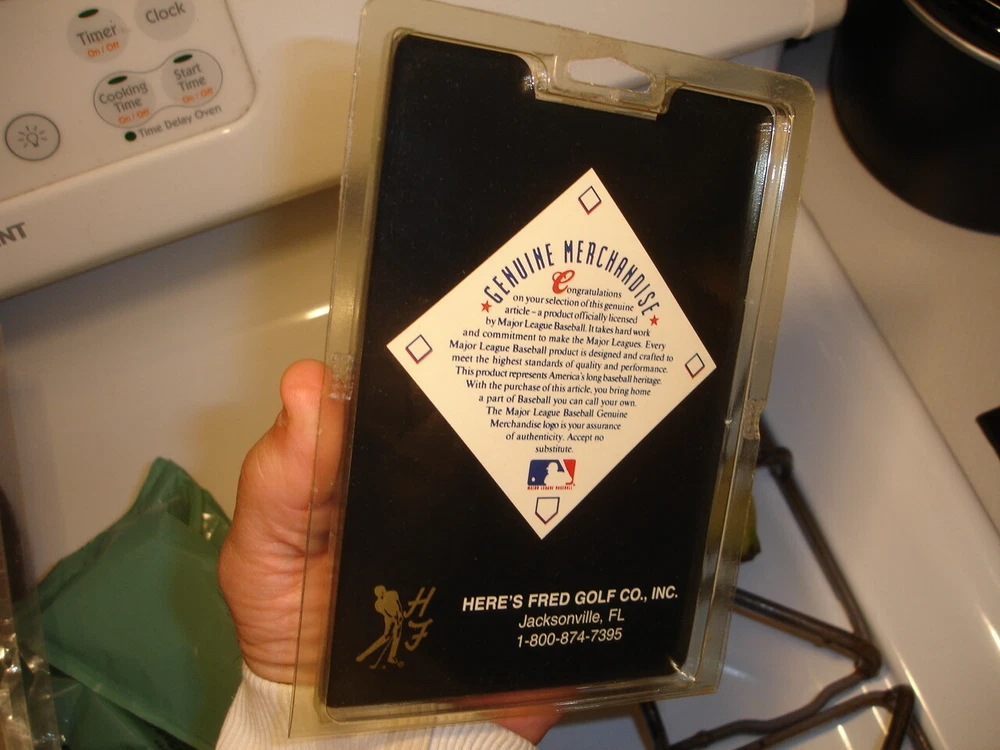 Timer
On / Off
Clock
Cooking
Time
On / Off
Start
Time
On / Off
Time Delay Oven
NT
GENUINE MERCHANDISE
Congratulations
on your selection of this genuine
article – a product officially licensed
by Major League Baseball. It takes hard work
and commitment to make the Major Leagues. Every
Major League Baseball product is designed and crafted to
meet the highest standards of quality and performance.
This product represents America's long baseball heritage.
With the purchase of this article, you bring home
a part of Baseball you can call your own.
The Major League Baseball Genuine
Merchandise logo is your assurance
of authenticity. Accept no
substitute.
MAJOR LEAGUE BASEBALL
H
F
HERE'S FRED GOLF CO., INC.
Jacksonville, FL
1-800-874-7395